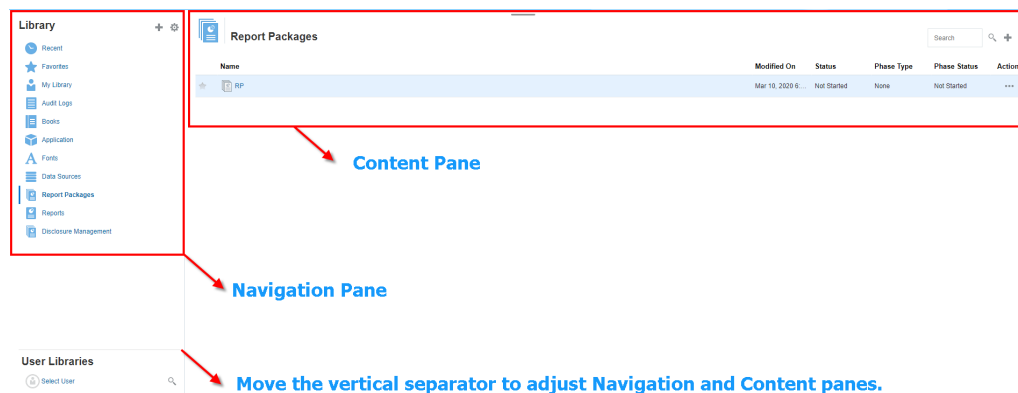 Library
Recent
Favorites
My Library
Audit Logs
Books
Application
Fonts
Data Sources
Report Packages
Reports
Disclosure Management
Report Packages
Search
Name Modified On Status Phase Type Phase Status Action
RP Mar 10, 2020 6:... Not Started None Not Started
Content Pane
Navigation Pane
User Libraries
Select User
Move the vertical separator to adjust Navigation and Content panes.